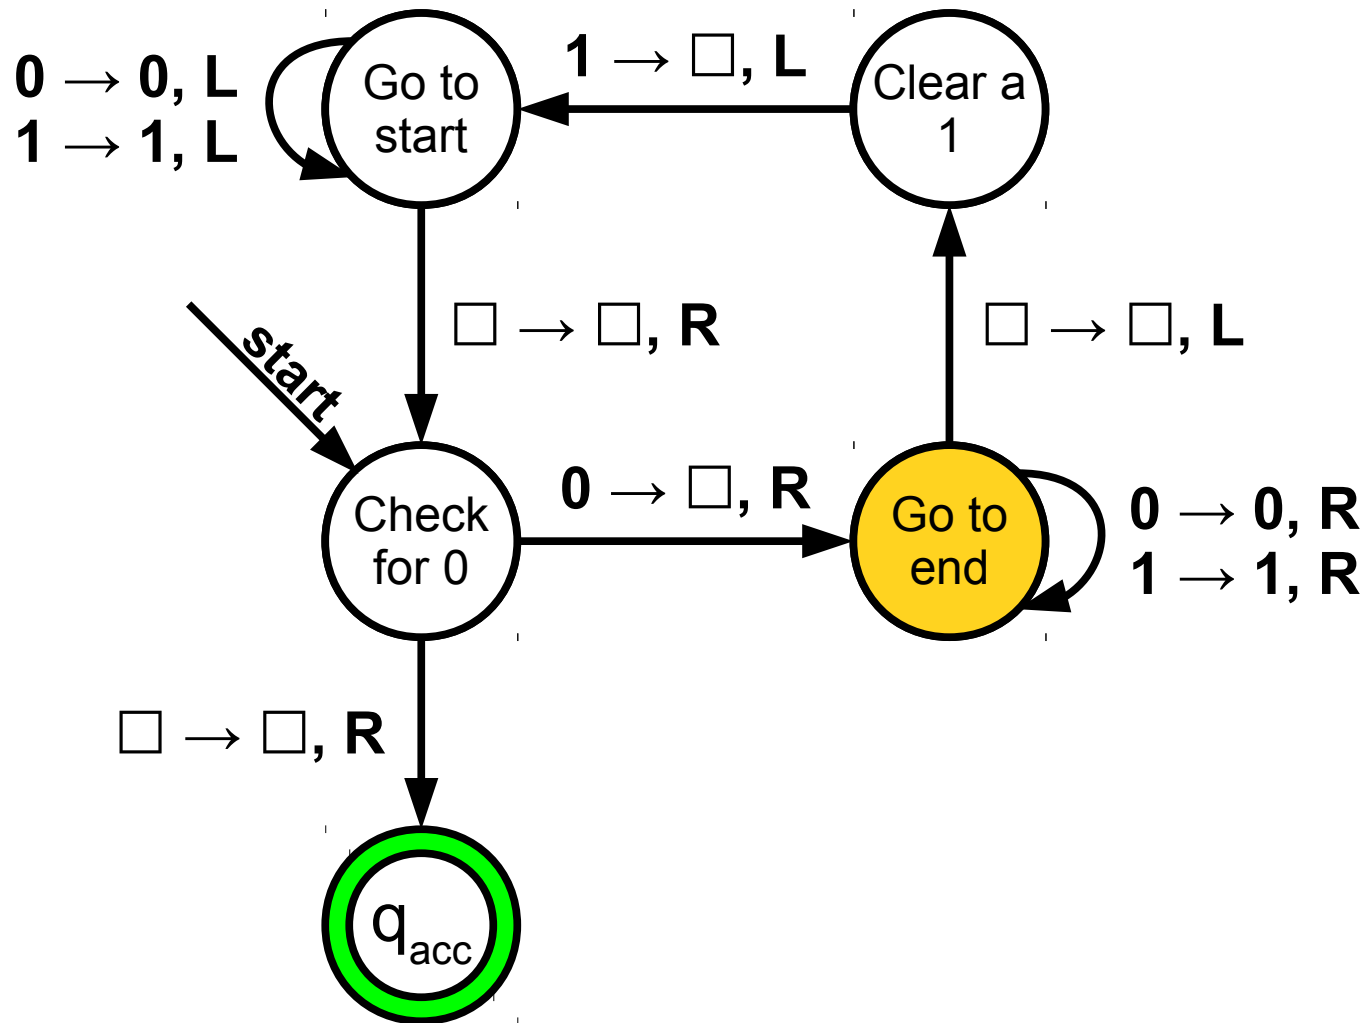 0 → 0, L
1 → 1, L
Go to
start
1 → □, L
Clear a
1
□ → □, R
□ → □, L
start
Check
for 0
0 → □, R
Go to
end
0 → 0, R
1 → 1, R
□ → □, R
qacc